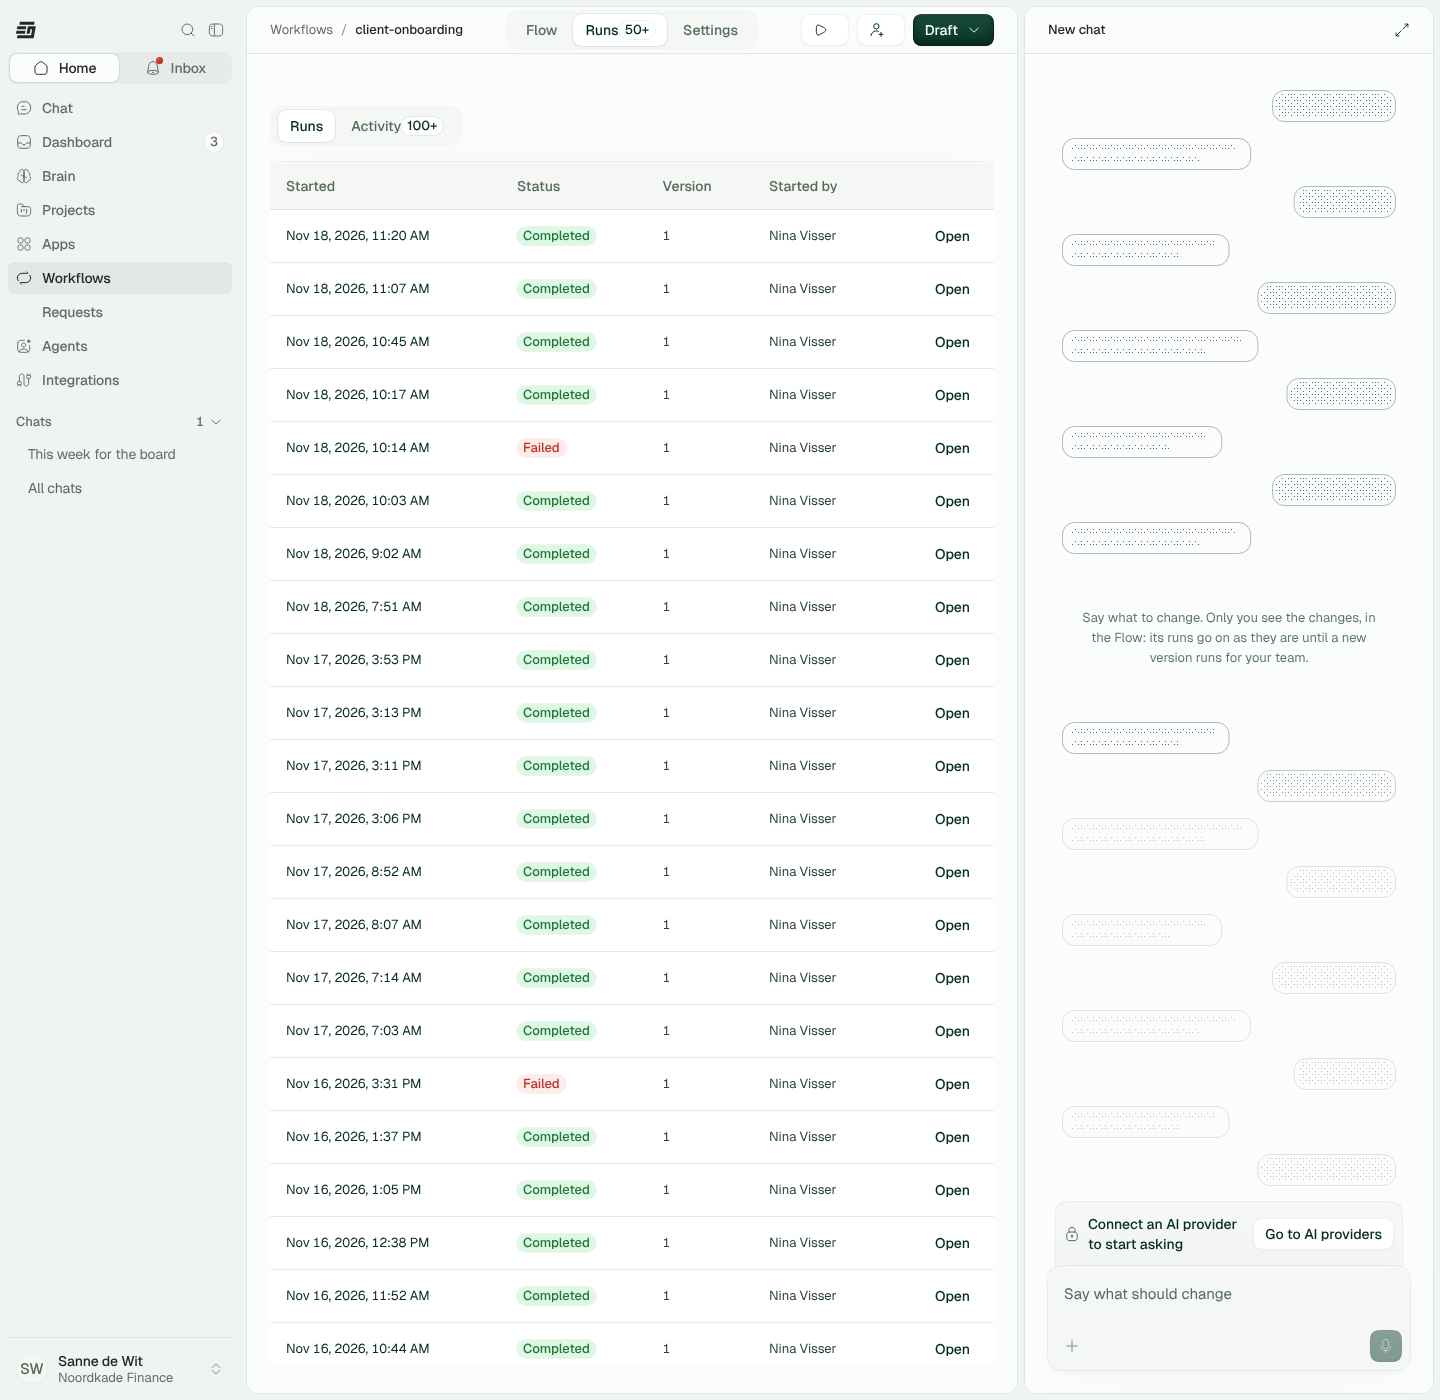 Home
Inbox
Chat
Dashboard 3
Brain
Projects
Apps
Workflows
Requests
Agents
Integrations
Chats 1
This week for the board
All chats
SW
Sanne de Wit
Noordkade Finance
Workflows / client-onboarding
Flow
Runs 50+
Settings
Draft
Runs
Activity 100+
Started Status Version Started by
Nov 18, 2026, 11:20 AM Completed 1 Nina Visser Open
Nov 18, 2026, 11:07 AM Completed 1 Nina Visser Open
Nov 18, 2026, 10:45 AM Completed 1 Nina Visser Open
Nov 18, 2026, 10:17 AM Completed 1 Nina Visser Open
Nov 18, 2026, 10:14 AM Failed 1 Nina Visser Open
Nov 18, 2026, 10:03 AM Completed 1 Nina Visser Open
Nov 18, 2026, 9:02 AM Completed 1 Nina Visser Open
Nov 18, 2026, 7:51 AM Completed 1 Nina Visser Open
Nov 17, 2026, 3:53 PM Completed 1 Nina Visser Open
Nov 17, 2026, 3:13 PM Completed 1 Nina Visser Open
Nov 17, 2026, 3:11 PM Completed 1 Nina Visser Open
Nov 17, 2026, 3:06 PM Completed 1 Nina Visser Open
Nov 17, 2026, 8:52 AM Completed 1 Nina Visser Open
Nov 17, 2026, 8:07 AM Completed 1 Nina Visser Open
Nov 17, 2026, 7:14 AM Completed 1 Nina Visser Open
Nov 17, 2026, 7:03 AM Completed 1 Nina Visser Open
Nov 16, 2026, 3:31 PM Failed 1 Nina Visser Open
Nov 16, 2026, 1:37 PM Completed 1 Nina Visser Open
Nov 16, 2026, 1:05 PM Completed 1 Nina Visser Open
Nov 16, 2026, 12:38 PM Completed 1 Nina Visser Open
Nov 16, 2026, 11:52 AM Completed 1 Nina Visser Open
Nov 16, 2026, 10:44 AM Completed 1 Nina Visser Open
New chat
Say what to change. Only you see the changes, in
the Flow: its runs go on as they are until a new
version runs for your team.
Connect an AI provider
to start asking
Go to AI providers
Say what should change